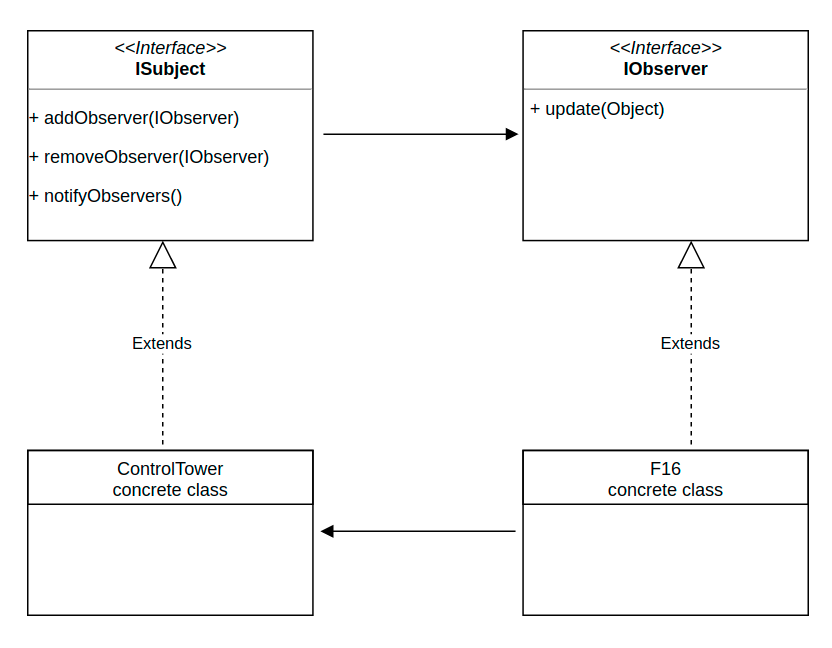 <<Interface>>
ISubject
+ addObserver(IObserver)
+ removeObserver(IObserver)
+ notifyObservers()
<<Interface>>
IObserver
+ update(Object)
Extends
Extends
ControlTower
concrete class
F16
concrete class